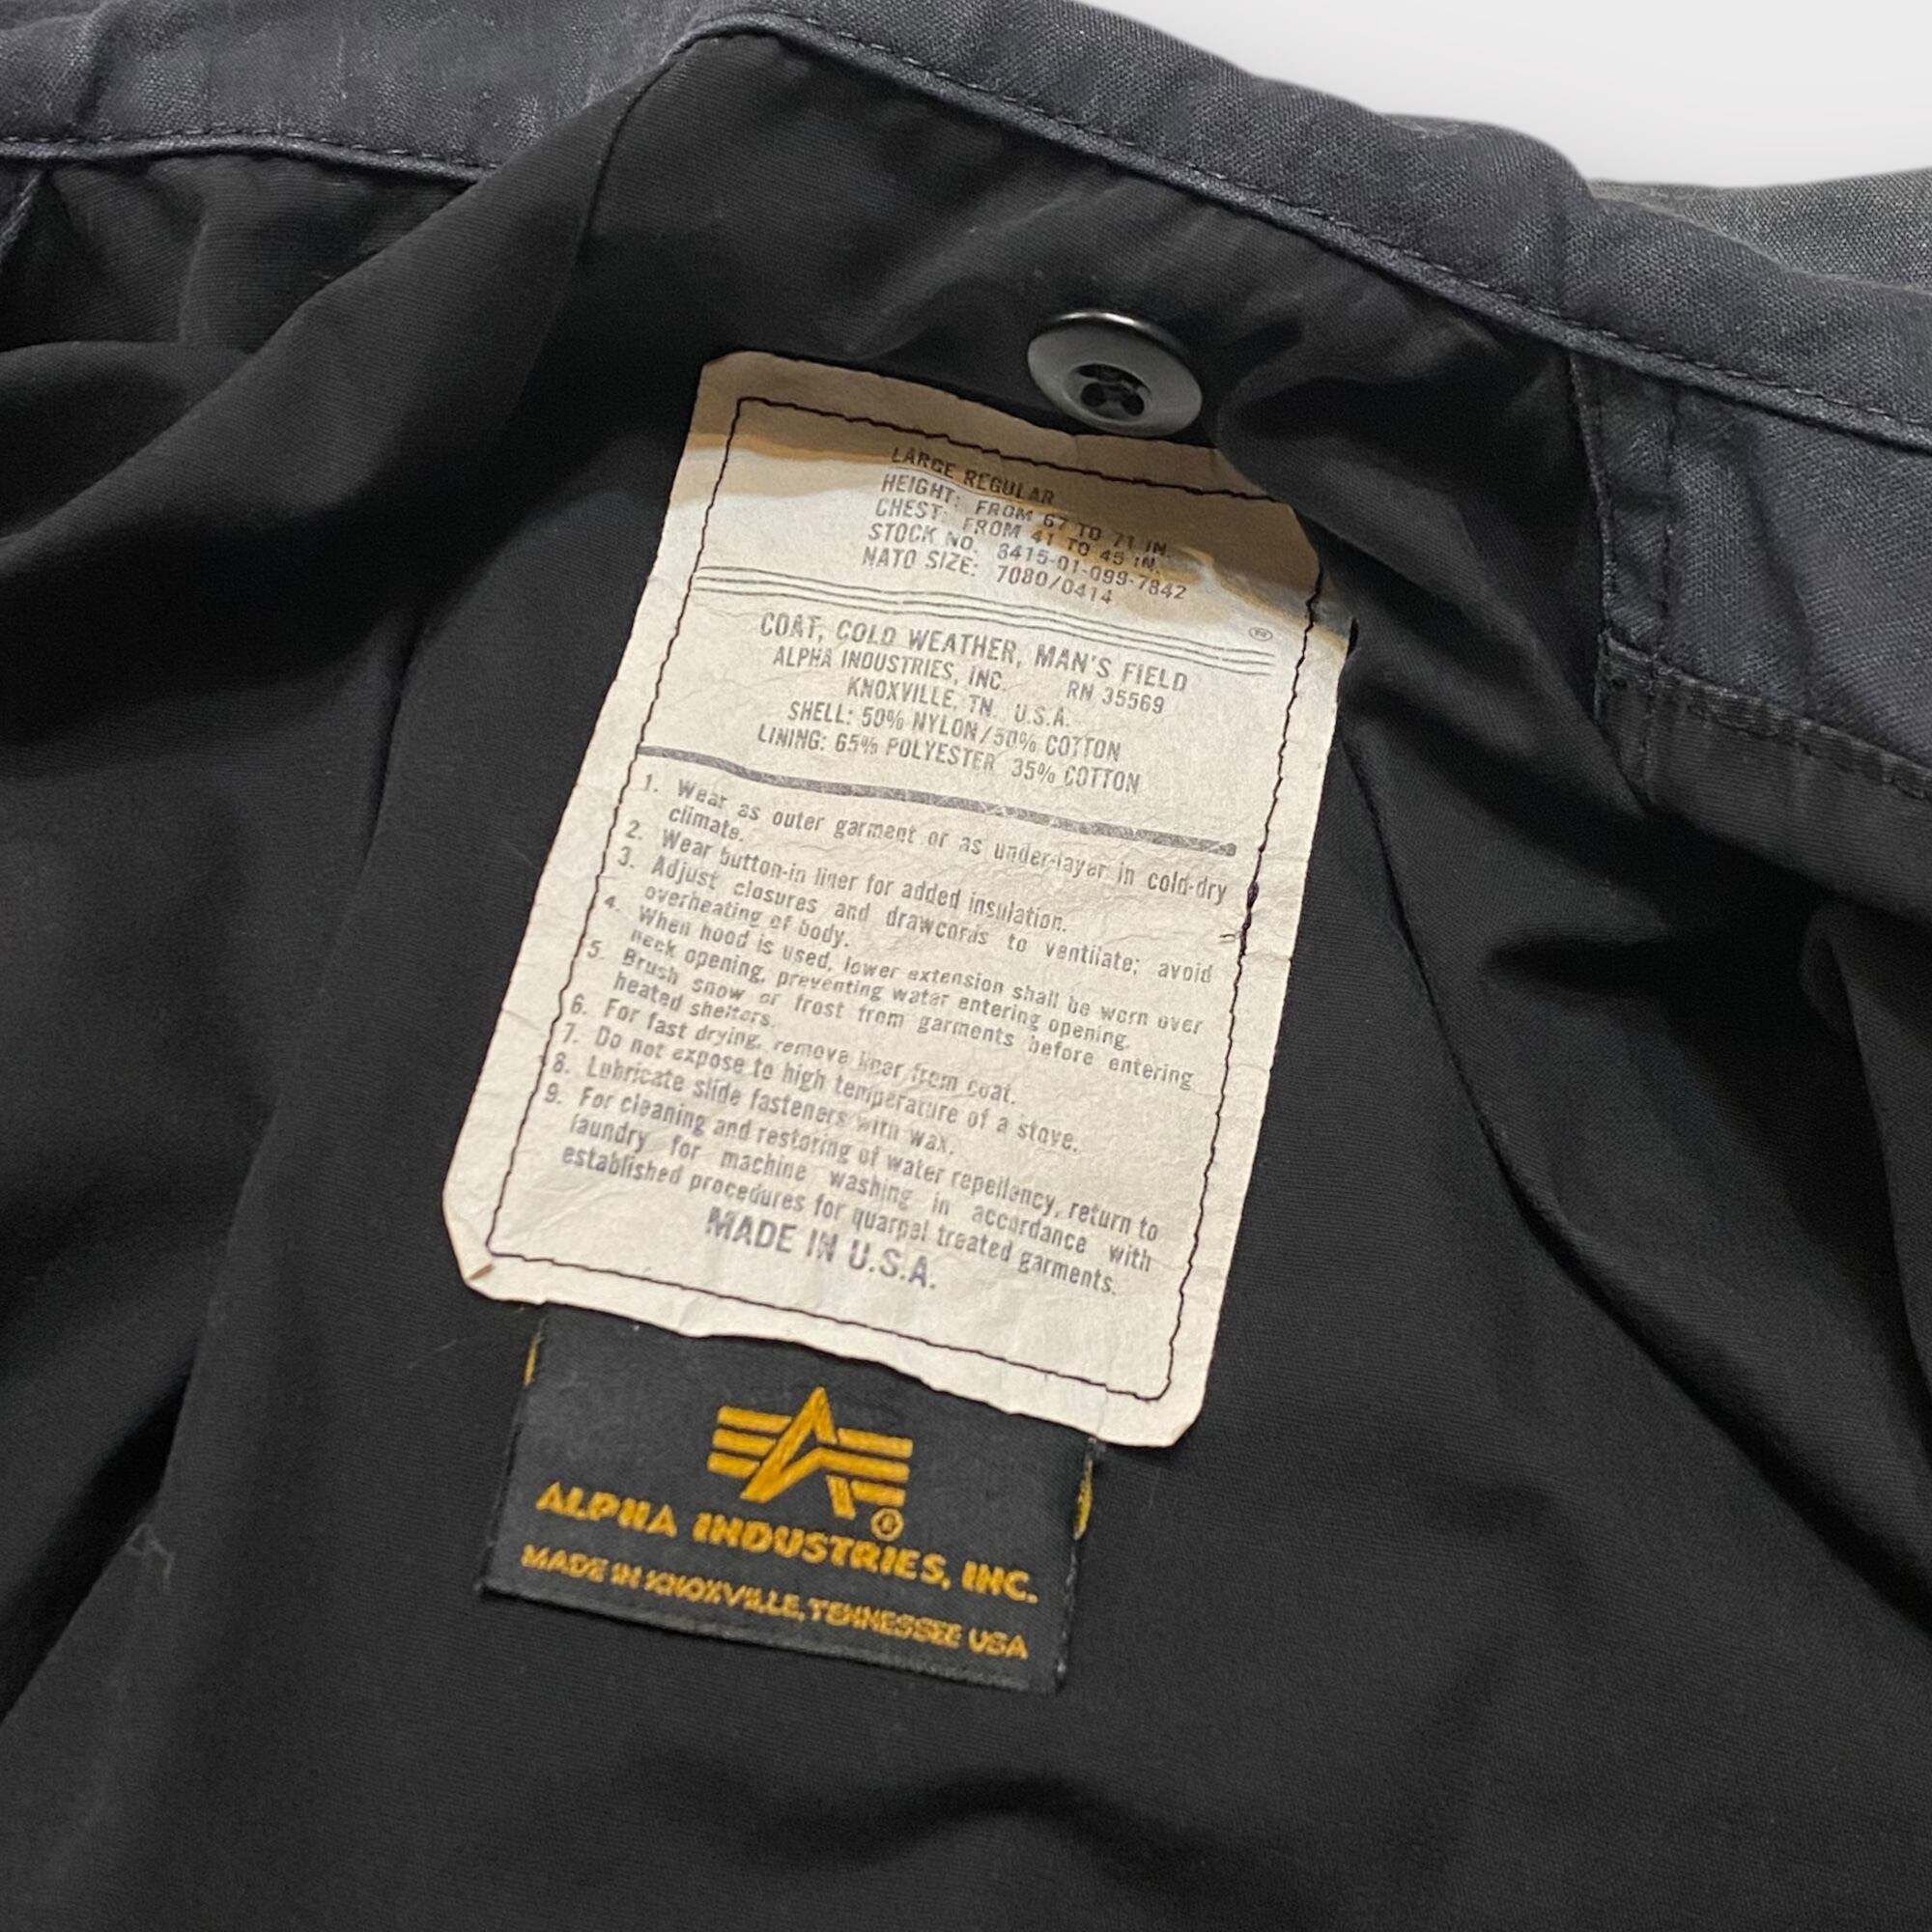 LARGE REGULAR
HEIGHT: FROM 67 TO 71 IN.
CHEST: FROM 41 TO 45 IN.
STOCK NO. 8415-01-099-7842
NATO SIZE: 7080/0414
®
COAT, COLD WEATHER, MAN'S FIELD
ALPHA INDUSTRIES, INC. RN 35569
KNOXVILLE, TN. U.S.A.
SHELL: 50% NYLON/50% COTTON
LINING: 65% POLYESTER 35% COTTON
1. Wear as outer garment or as under-layer in cold-dry
climate.
2. Wear button-in liner for added insulation.
3. Adjust closures and drawcords to ventilate; avoid
overheating of body.
4. When hood is used, lower extension shall be worn over
neck opening, preventing water entering opening.
5. Brush snow or frost from garments before entering
heated shelters.
6. For fast drying, remove liner from coat.
7. Do not expose to high temperature of a stove.
8. Lubricate slide fasteners with wax.
9. For cleaning and restoring of water repellency, return to
laundry for machine washing in accordance with
established procedures for quarpel treated garments.
MADE IN U.S.A.
®
ALPHA INDUSTRIES, INC.
MADE IN KNOXVILLE, TENNESSEE USA